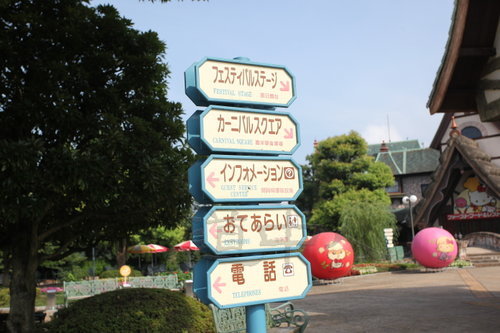 フェスティバルステージ
FESTIVAL STAGE
カーニバルスクエア
CARNIVAL SQUARE
インフォメーション
GUEST SERVICE
CENTER
おてあらい
電話
TELEPHONES
电话